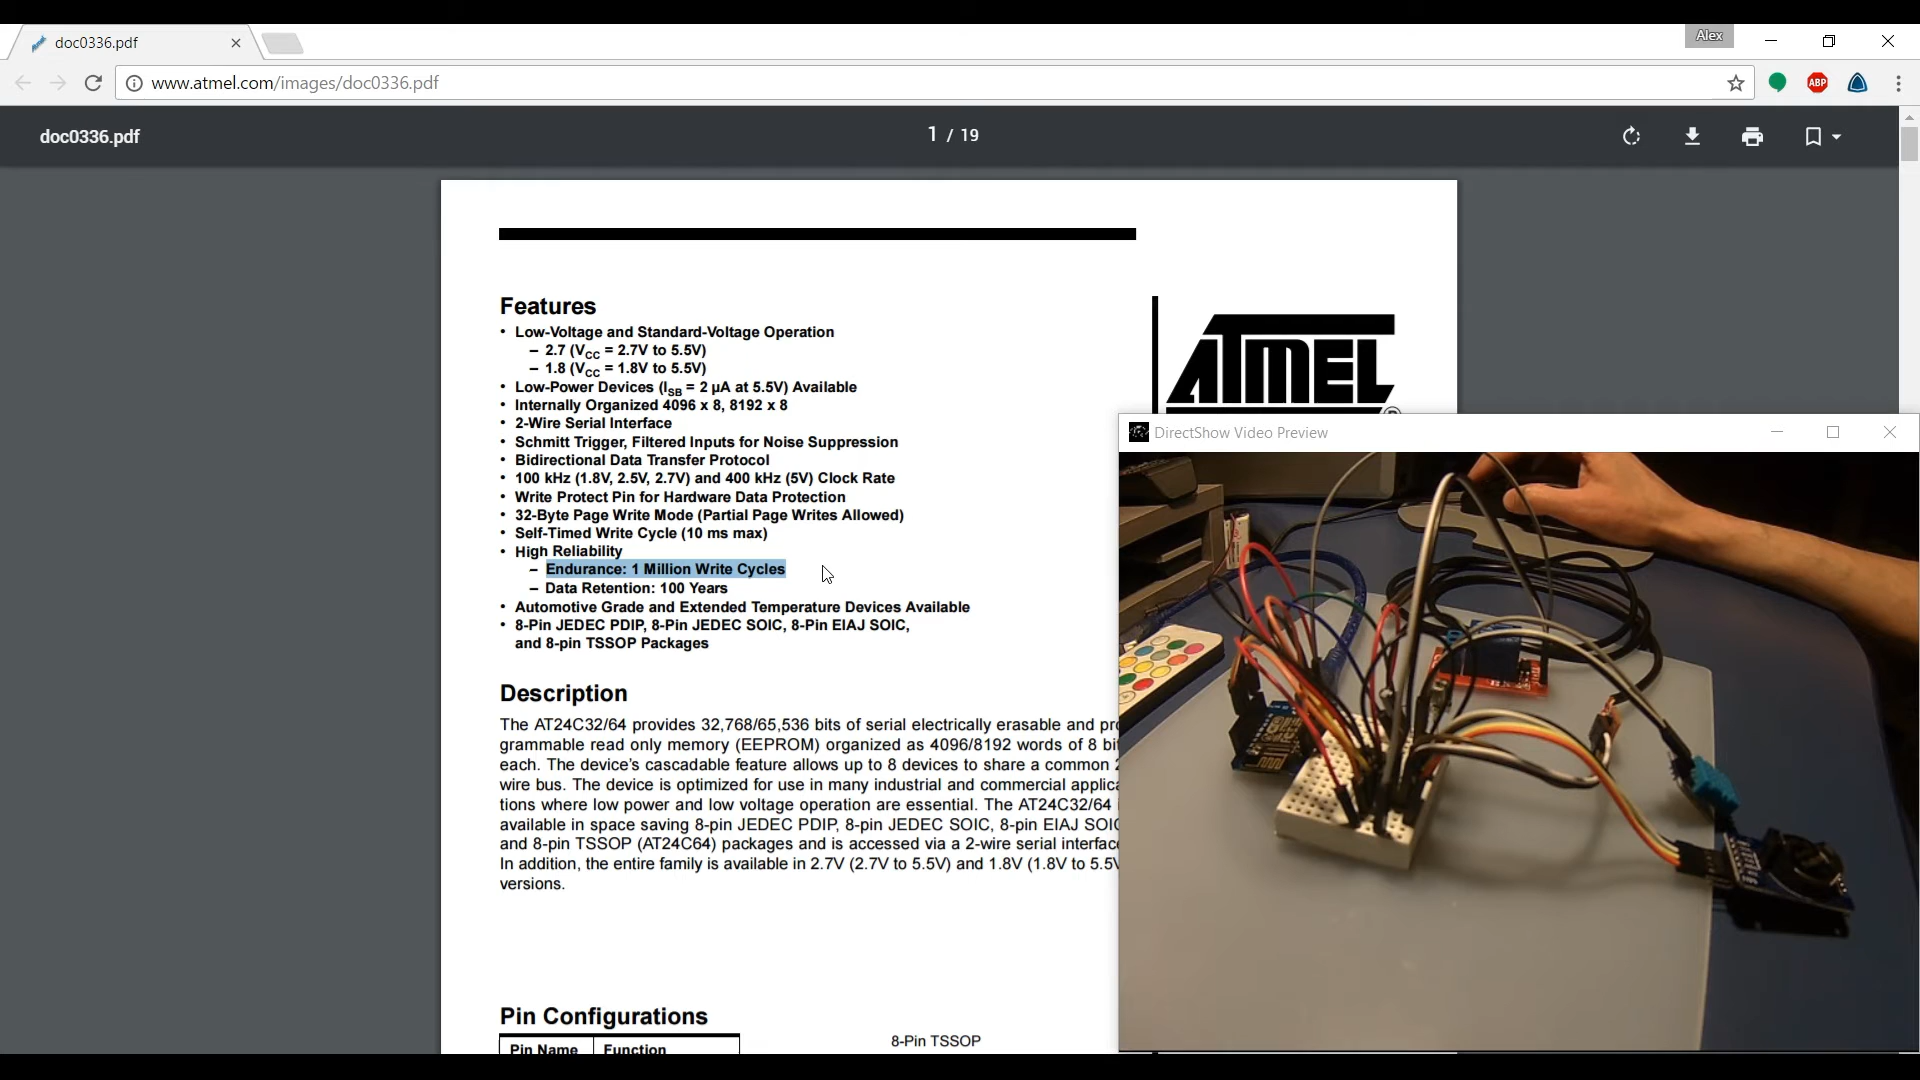 doc0336.pdf
Alex
www.atmel.com/images/doc0336.pdf
ABP
doc0336.pdf
1 / 19
Features
• Low-Voltage and Standard-Voltage Operation
– 2.7 (VCC = 2.7V to 5.5V)
– 1.8 (VCC = 1.8V to 5.5V)
• Low-Power Devices (ISB = 2 µA at 5.5V) Available
• Internally Organized 4096 x 8, 8192 x 8
• 2-Wire Serial Interface
• Schmitt Trigger, Filtered Inputs for Noise Suppression
• Bidirectional Data Transfer Protocol
• 100 kHz (1.8V, 2.5V, 2.7V) and 400 kHz (5V) Clock Rate
• Write Protect Pin for Hardware Data Protection
• 32-Byte Page Write Mode (Partial Page Writes Allowed)
• Self-Timed Write Cycle (10 ms max)
• High Reliability
– Endurance: 1 Million Write Cycles
– Data Retention: 100 Years
• Automotive Grade and Extended Temperature Devices Available
• 8-Pin JEDEC PDIP, 8-Pin JEDEC SOIC, 8-Pin EIAJ SOIC,
and 8-pin TSSOP Packages
ATMEL
®
DirectShow Video Preview
Description
The AT24C32/64 provides 32,768/65,536 bits of serial electrically erasable and pro
grammable read only memory (EEPROM) organized as 4096/8192 words of 8 bi
each. The device's cascadable feature allows up to 8 devices to share a common 2
wire bus. The device is optimized for use in many industrial and commercial applica
tions where low power and low voltage operation are essential. The AT24C32/64 i
available in space saving 8-pin JEDEC PDIP, 8-pin JEDEC SOIC, 8-pin EIAJ SOIC
and 8-pin TSSOP (AT24C64) packages and is accessed via a 2-wire serial interface
In addition, the entire family is available in 2.7V (2.7V to 5.5V) and 1.8V (1.8V to 5.5V
versions.
Pin Configurations
Pin Name
Function
8-Pin TSSOP